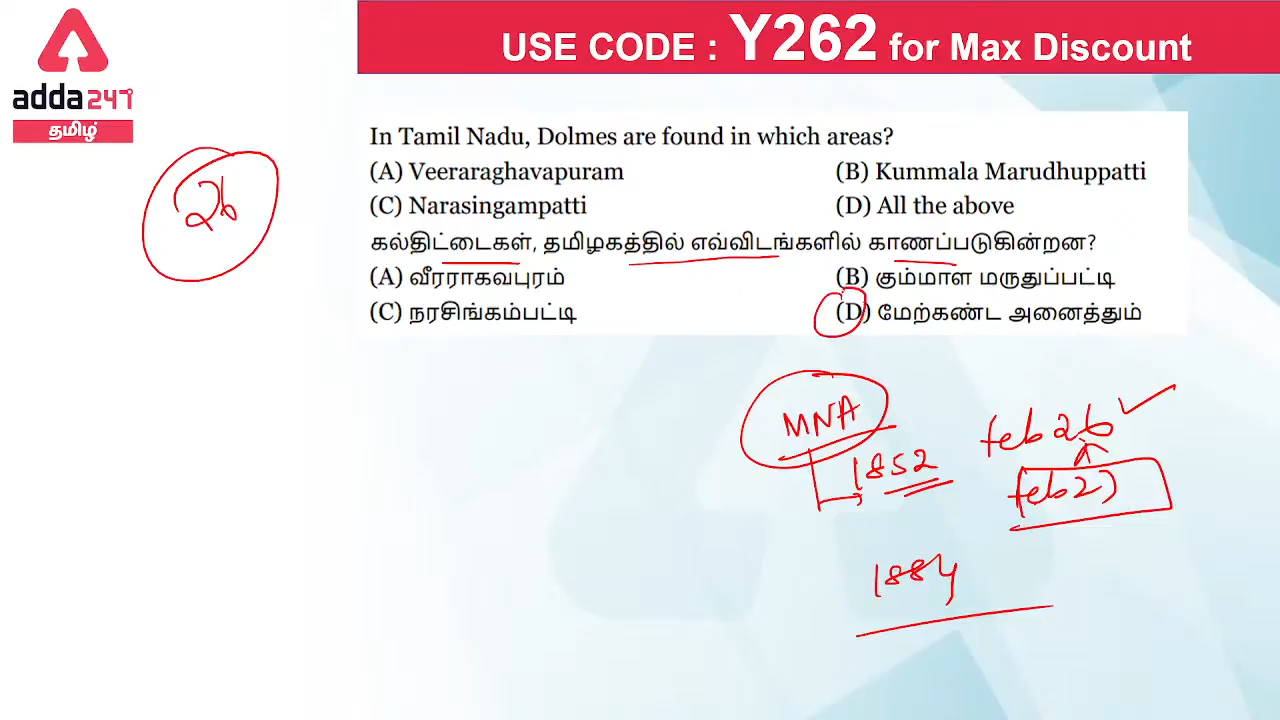 USE CODE : Y262 for Max Discount
adda247
தமிழ்
In Tamil Nadu, Dolmes are found in which areas?
(A) Veeraraghavapuram (B) Kummala Marudhuppatti
(C) Narasingampatti (D) All the above
கல்திட்டைகள், தமிழகத்தில் எவ்விடங்களில் காணப்படுகின்றன?
(A) வீரராகவபுரம் (B) கும்மாள மருதுப்பட்டி
(C) நரசிங்கம்பட்டி (D) மேற்கண்ட அனைத்தும்
26
MNA
1852
feb 26
feb 27
1884